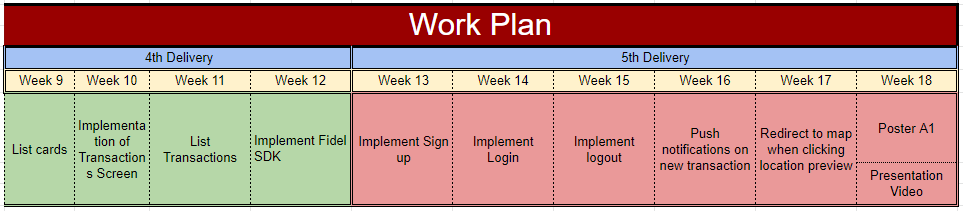 Work Plan
4th Delivery
5th Delivery
Week 9
Week 10
Week 11
Week 12
Week 13
Week 14
Week 15
Week 16
Week 17
Week 18
List cards
Implementa
tion of
Transaction
s Screen
List
Transactions
Implement Fidel
SDK
Implement Sign
up
Implement
Login
Implement
logout
Push
notifications on
new transaction
Redirect to map
when clicking
location preview
Poster A1
Presentation
Video